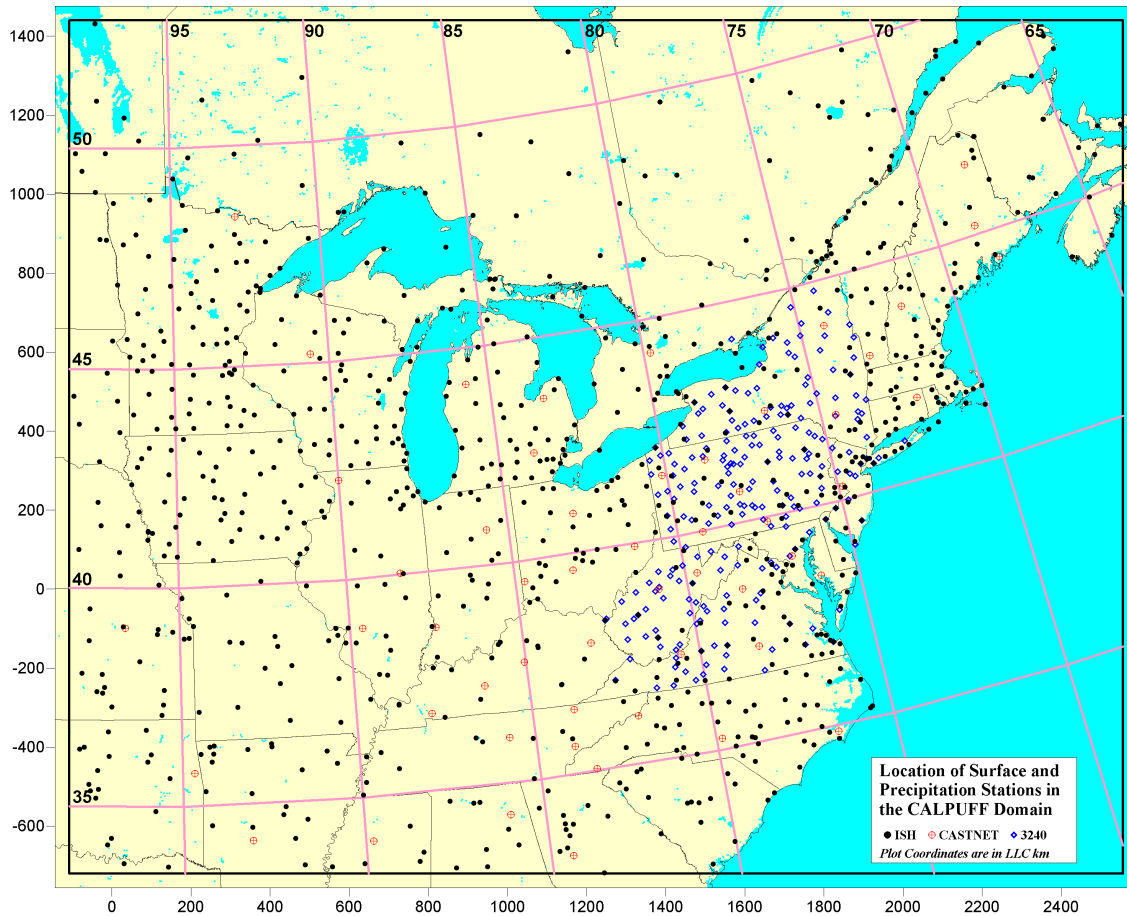 95 90 85 80 75 70 65
1400
1200
50
1000
800
600
45
400
200
40
0
-200
-400
35
-600
Location of Surface and
Precipitation Stations in
the CALPUFF Domain
ISH CASTNET 3240
Plot Coordinates are in LLC km
0 200 400 600 800 1000 1200 1400 1600 1800 2000 2200 2400